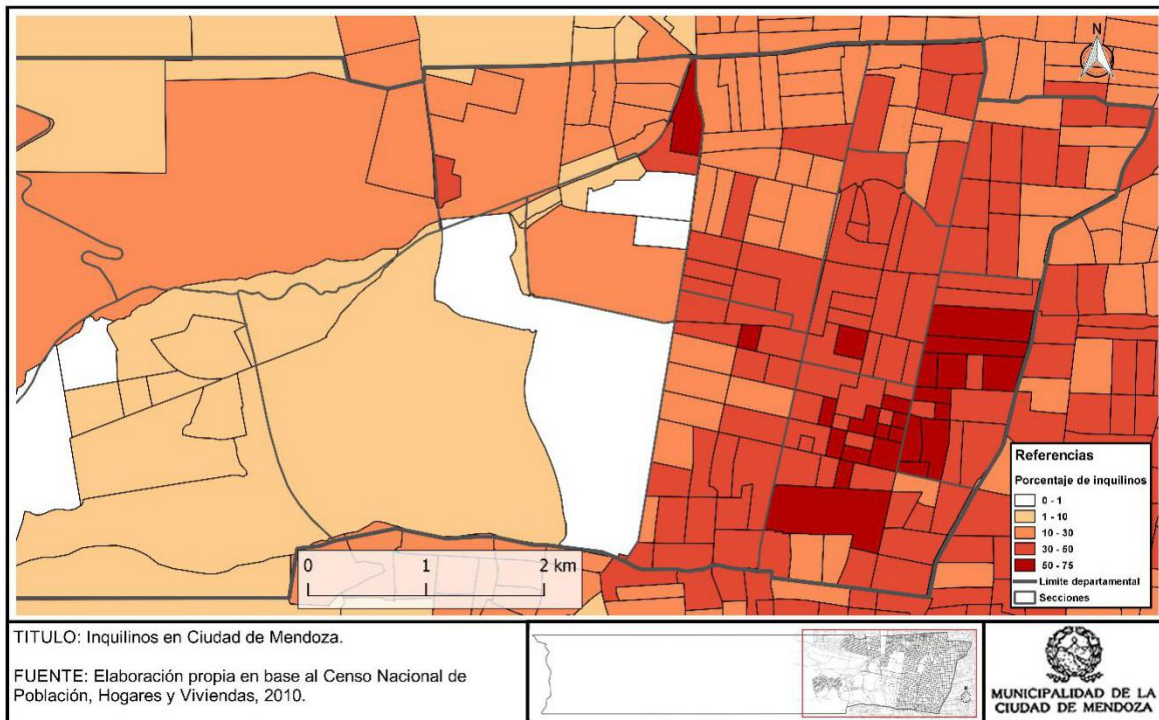 N
Referencias
Porcentaje de inquilinos
0 - 1
1 - 10
10 - 30
30 - 50
50 - 75
Límite departamental
Secciones
0 1 2 km
TITULO: Inquilinos en Ciudad de Mendoza.
FUENTE: Elaboración propia en base al Censo Nacional de
Población, Hogares y Viviendas, 2010.
MUNICIPALIDAD DE LA
CIUDAD DE MENDOZA